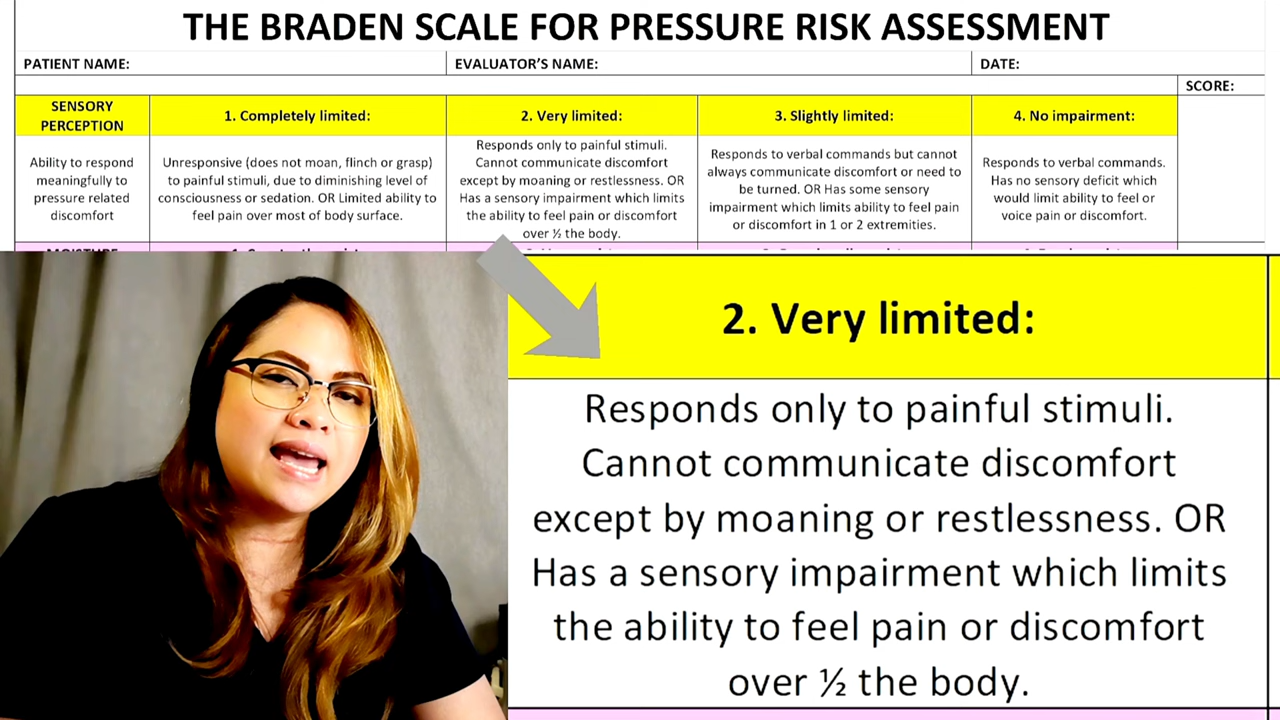 THE BRADEN SCALE FOR PRESSURE RISK ASSESSMENT
PATIENT NAME:
EVALUATOR'S NAME:
DATE:
SCORE:
SENSORY
PERCEPTION
1. Completely limited:
2. Very limited:
3. Slightly limited:
4. No impairment:
Ability to respond
meaningfully to
pressure related
discomfort
Unresponsive (does not moan, flinch or grasp)
to painful stimuli, due to diminishing level of
consciousness or sedation. OR Limited ability to
feel pain over most of body surface.
Responds only to painful stimuli.
Cannot communicate discomfort
except by moaning or restlessness. OR
Has a sensory impairment which limits
the ability to feel pain or discomfort
over ½ the body.
Responds to verbal commands but cannot
always communicate discomfort or need to
be turned. OR Has some sensory
impairment which limits ability to feel pain
or discomfort in 1 or 2 extremities.
Responds to verbal commands.
Has no sensory deficit which
would limit ability to feel or
voice pain or discomfort.
2. Very limited:
Responds only to painful stimuli.
Cannot communicate discomfort
except by moaning or restlessness. OR
Has a sensory impairment which limits
the ability to feel pain or discomfort
over ½ the body.